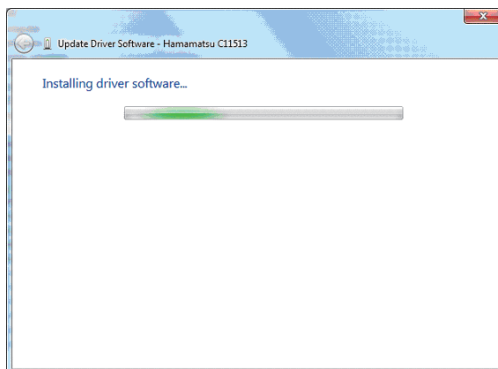 Update Driver Software - Hamamatsu C11513
Installing driver software...